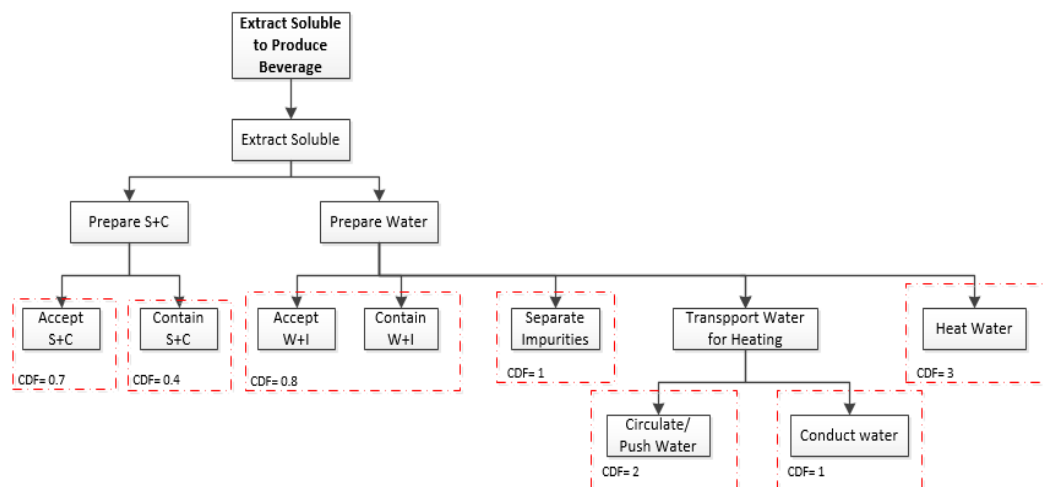 Extract Soluble
to Produce
Beverage
Extract Soluble
Prepare S+C
Prepare Water
Accept
S+C
Contain
S+C
Accept
W+I
Contain
W+I
Separate
Impurities
Transpport Water
for Heating
Heat Water
CDF= 0.7
CDF= 0.4
CDF= 0.8
CDF= 1
CDF= 3
Circulate/
Push Water
Conduct water
CDF= 2
CDF= 1